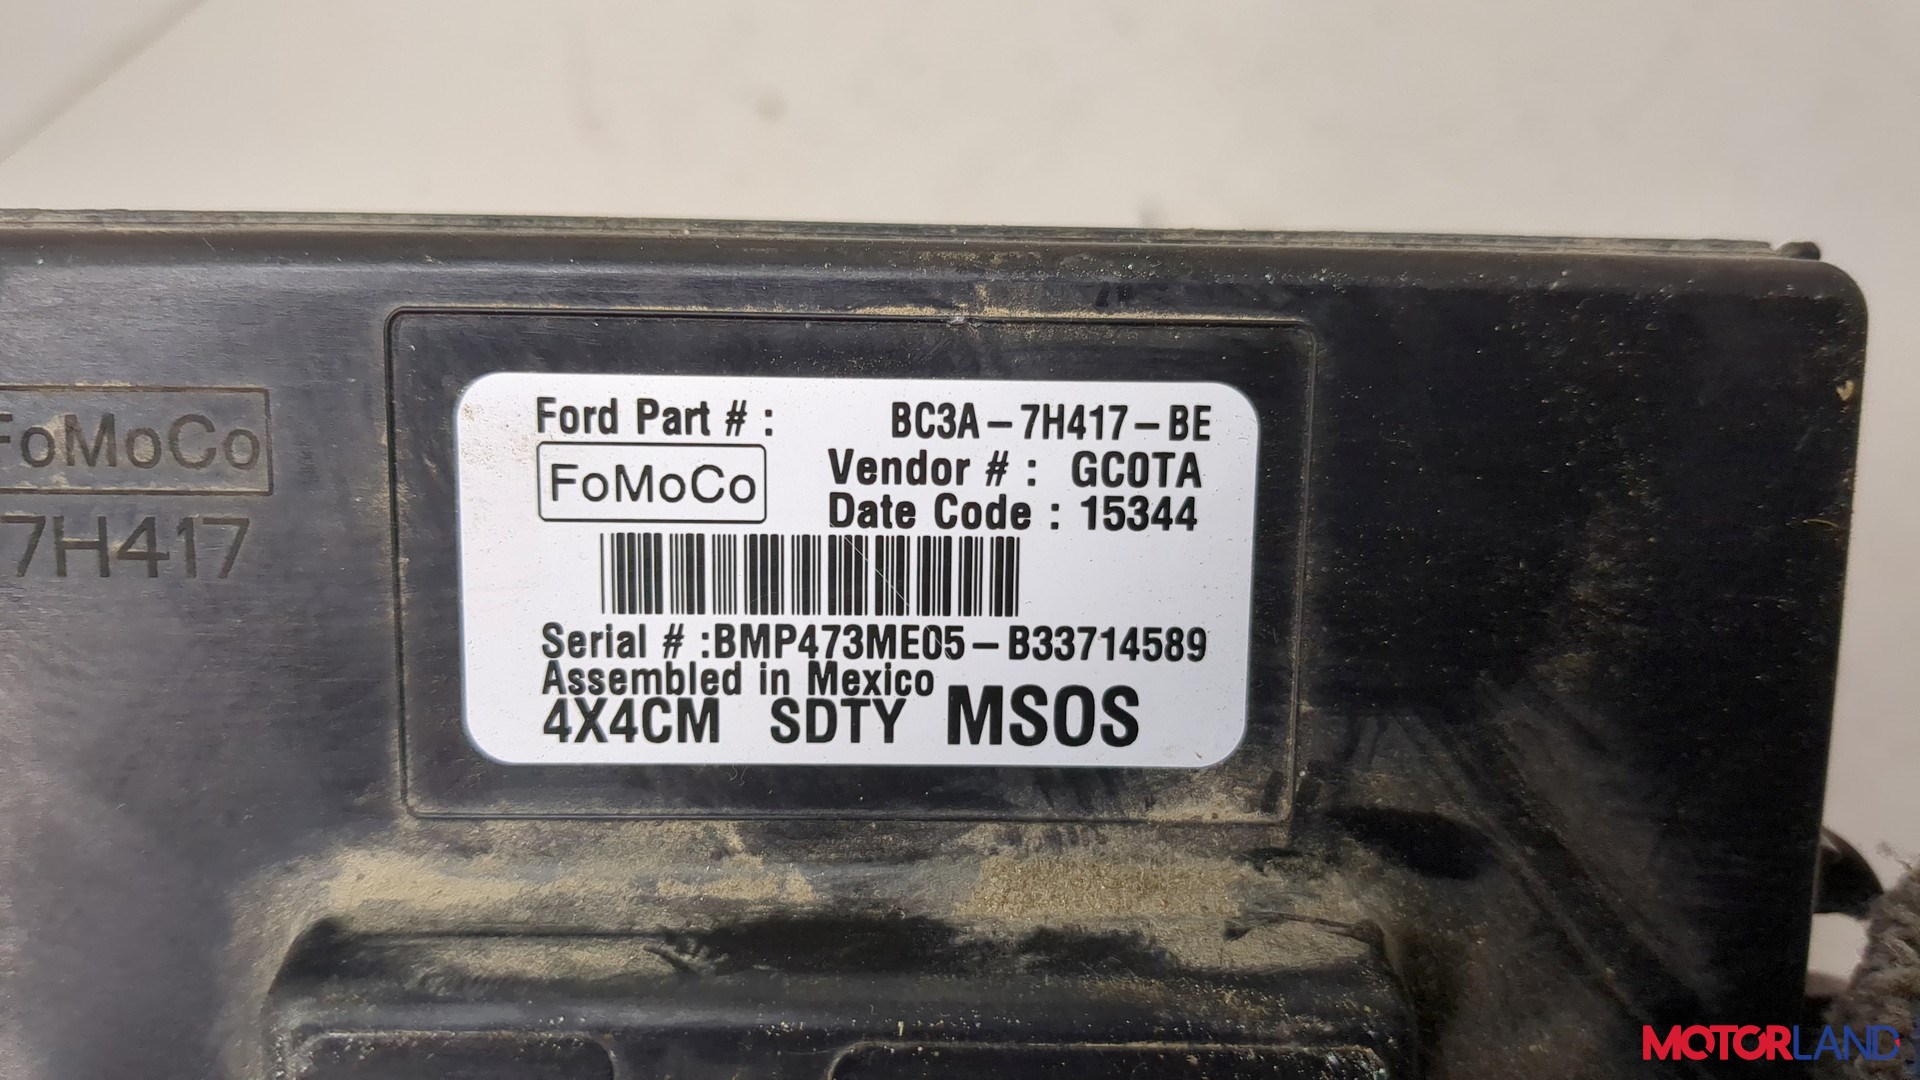 FoMoCo
7H417
Ford Part # : BC3A-7H417-BE
FoMoCo
Vendor # : GC0TA
Date Code : 15344
Serial # :BMP473ME05-B33714589
Assembled in Mexico
4X4CM SDTY MSOS
MOTORLAND